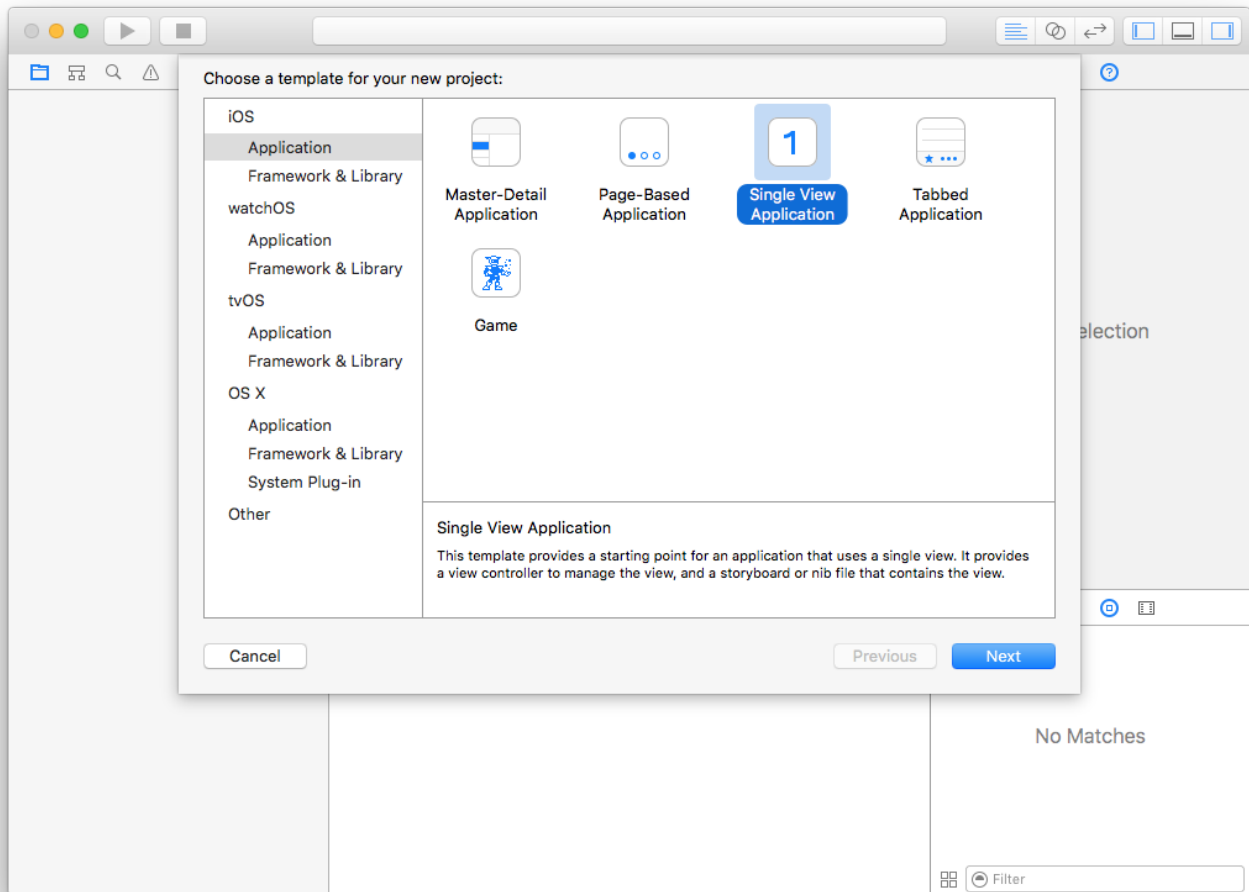 Choose a template for your new project:
iOS
Application
Framework & Library
watchOS
Application
Framework & Library
tvOS
Application
Framework & Library
OS X
Application
Framework & Library
System Plug-in
Other
Master-Detail
Application
Page-Based
Application
1
Single View
Application
Tabbed
Application
Game
Single View Application
This template provides a starting point for an application that uses a single view. It provides
a view controller to manage the view, and a storyboard or nib file that contains the view.
Cancel
Previous
Next
election
No Matches
Filter